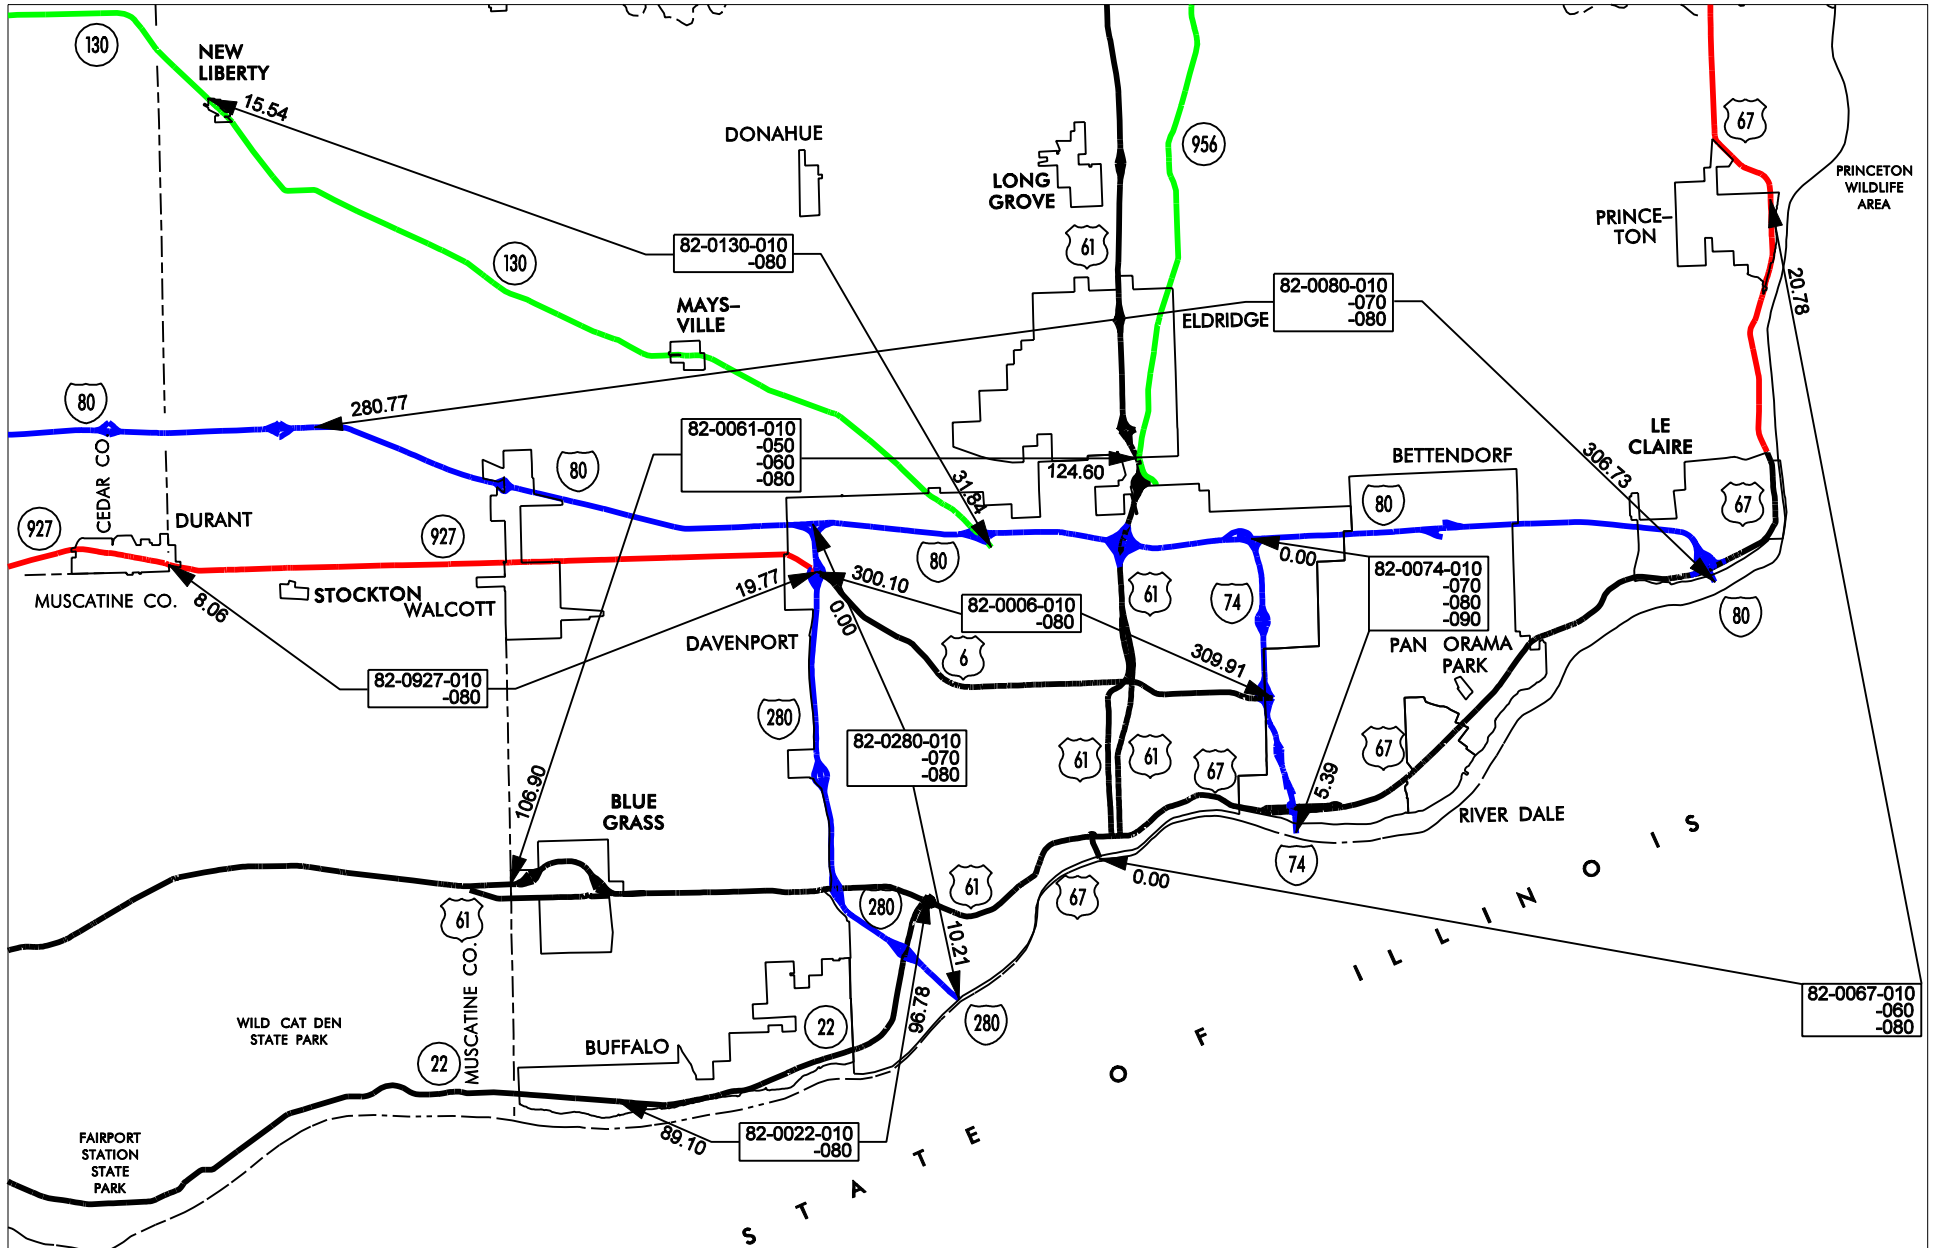 130
NEW
LIBERTY
15.54
DONAHUE
LONG
GROVE
956
67
PRINCETON
WILDLIFE
AREA
PRINCE-
TON
61
130
82-0130-010
-080
82-0080-010
-070
-080
20.78
MAYS-
VILLE
ELDRIDGE
80
280.77
82-0061-010
-050
-060
-080
124.60
31.84
306.73
LE
CLAIRE
BETTENDORF
CEDAR CO
80
80
67
927
DURANT
927
80
0.00
82-0074-010
-070
-080
-090
MUSCATINE CO.
STOCKTON
WALCOTT
8.06
19.77
300.10
0.00
82-0006-010
-080
61
74
80
DAVENPORT
6
309.91
PAN ORAMA
PARK
82-0927-010
-080
280
82-0280-010
-070
-080
61
61
67
67
106.90
5.39
BLUE
GRASS
RIVER DALE
74
0.00
61
67
61
280
10.21
96.78
MUSCATINE CO.
82-0067-010
-060
-080
WILD CAT DEN
STATE PARK
22
280
BUFFALO
22
89.10
82-0022-010
-080
FAIRPORT
STATION
STATE
PARK
STATE OF ILLINOIS